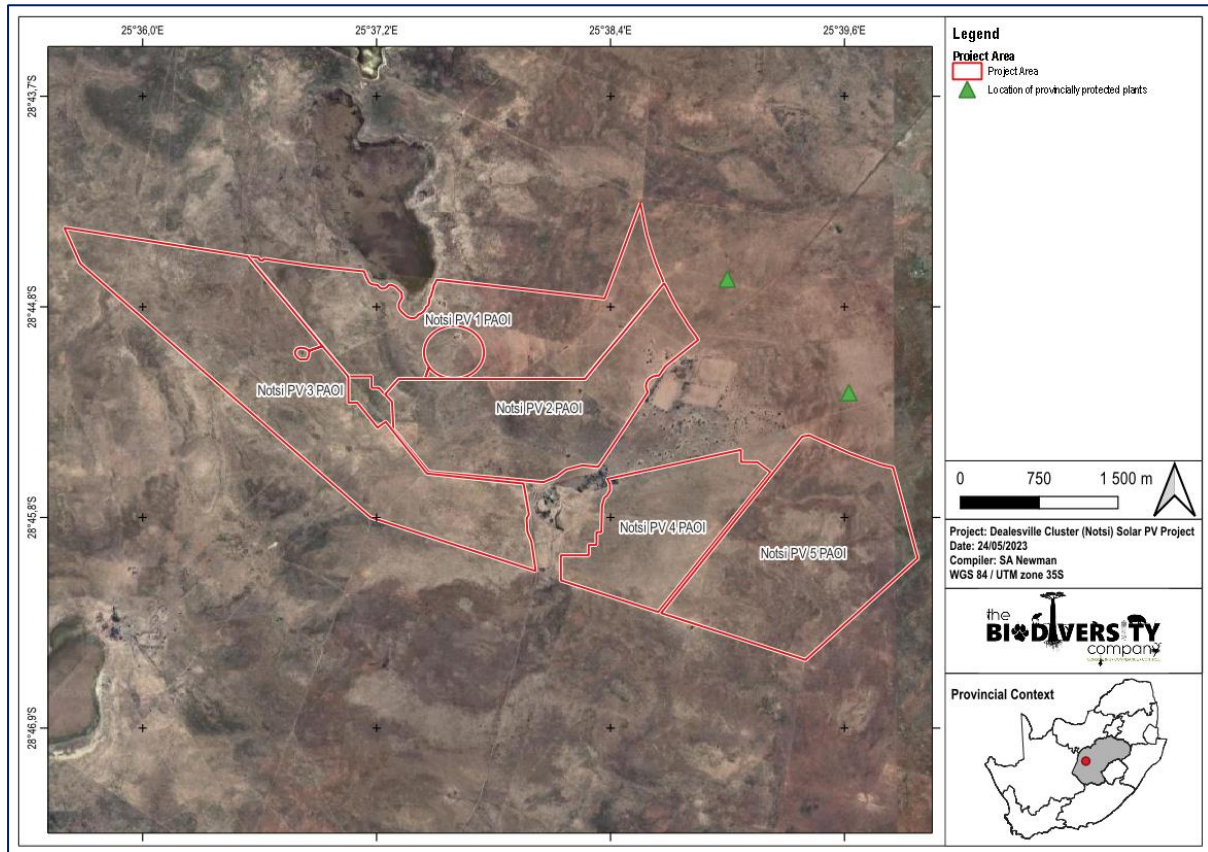 25°36,0'E
25°37,2'E
25°38,4'E
25°39,6'E
28°43,7'S
28°44,8'S
28°45,8'S
28°46,9'S
Notsi PV 1 PAOI
Notsi PV 3 PAOI
Notsi PV 2 PAOI
Notsi PV 4 PAOI
Notsi PV 5 PAOI
Legend
Project Area
Project Area
Location of provincially protected plants
0 750 1 500 m
Project: Dealesville Cluster (Notsi) Solar PV Project
Date: 24/05/2023
Compiler: SA Newman
WGS 84 / UTM zone 35S
the
BIODIVERSITY
company
Provincial Context